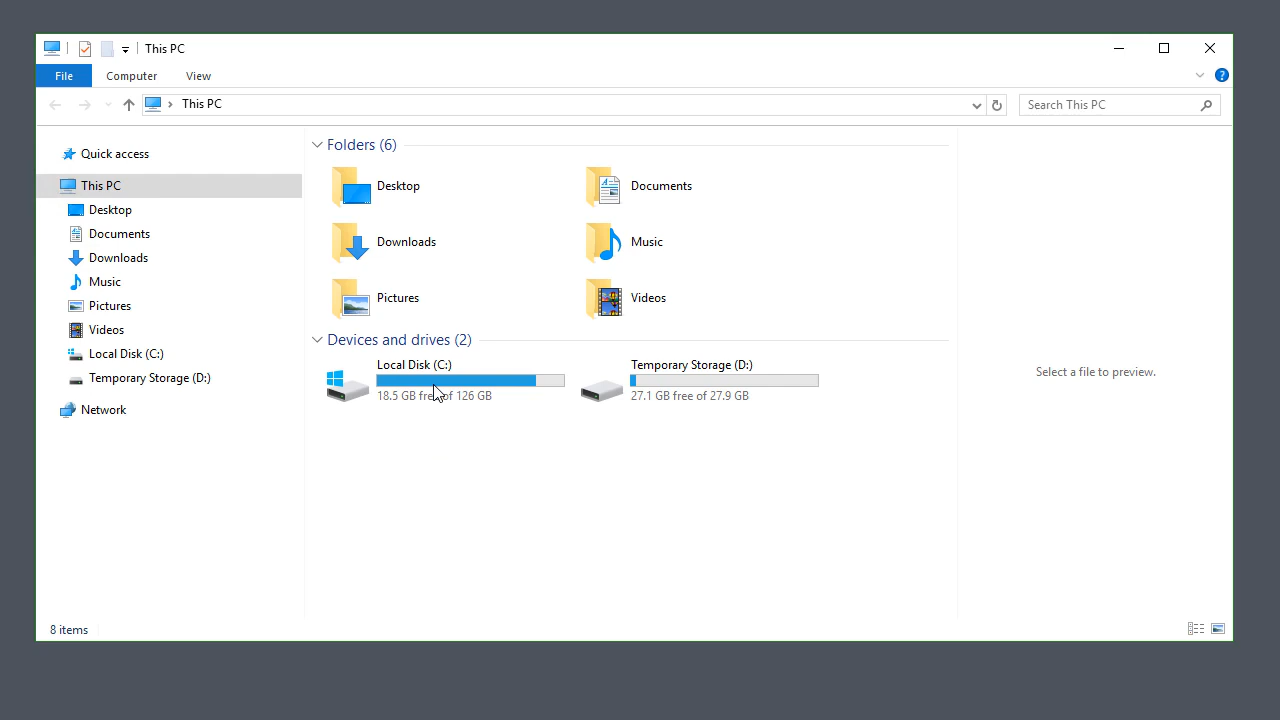 This PC
File Computer View
This PC
Search This PC
Quick access
This PC
Desktop
Documents
Downloads
Music
Pictures
Videos
Local Disk (C:)
Temporary Storage (D:)
Network
Folders (6)
Desktop
Documents
Downloads
Music
Pictures
Videos
Devices and drives (2)
Local Disk (C:)
18.5 GB free of 126 GB
Temporary Storage (D:)
27.1 GB free of 27.9 GB
Select a file to preview.
8 items